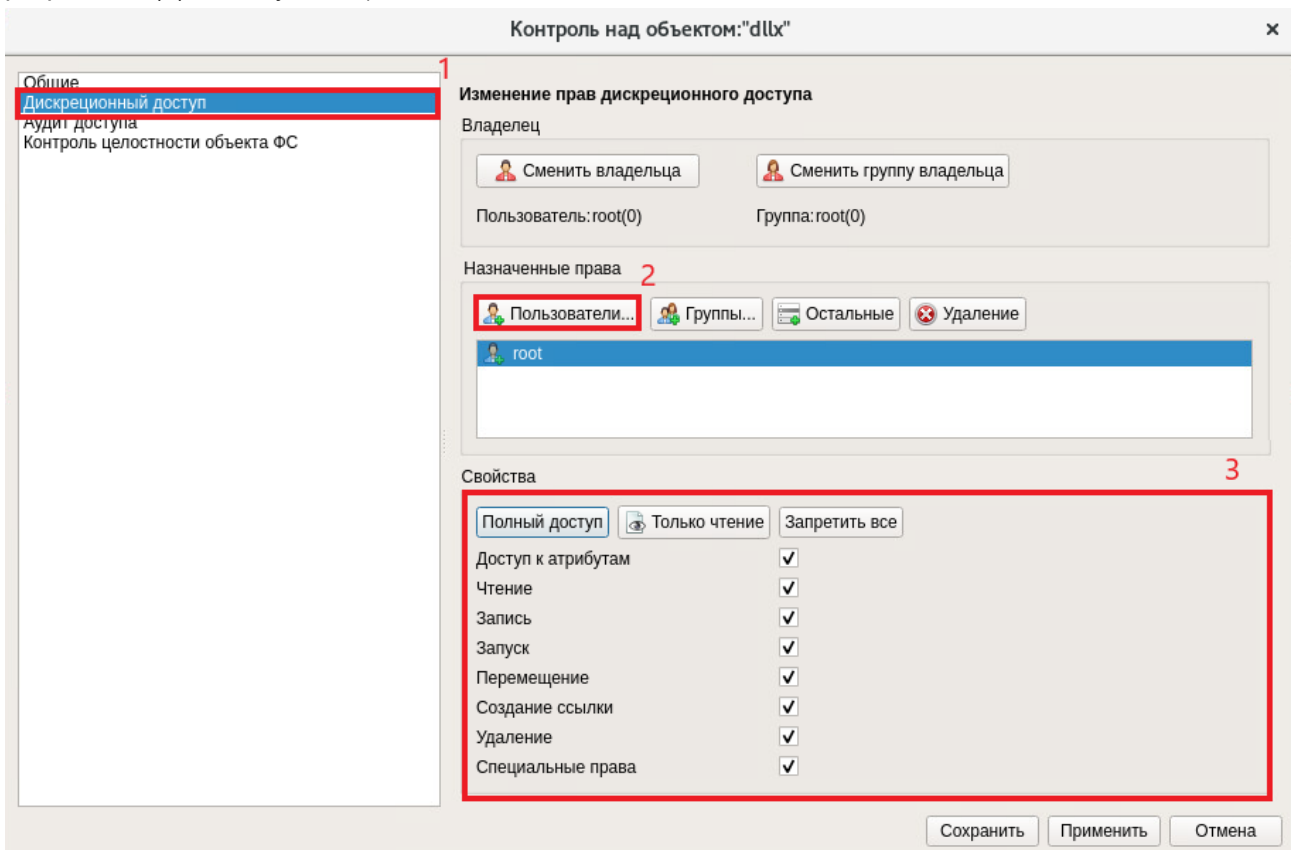 Контроль над объектом:"dllx"
1
Общие
Дискреционный доступ
Аудит доступа
Контроль целостности объекта ФС
Изменение прав дискреционного доступа
Владелец
Сменить владельца Сменить группу владельца
Пользователь:root(0) Группа:root(0)
Назначенные права 2
Пользователи... Группы... Остальные Удаление
root
Свойства 3
Полный доступ Только чтение Запретить все
Доступ к атрибутам
Чтение
Запись
Запуск
Перемещение
Создание ссылки
Удаление
Специальные права
Сохранить Применить Отмена